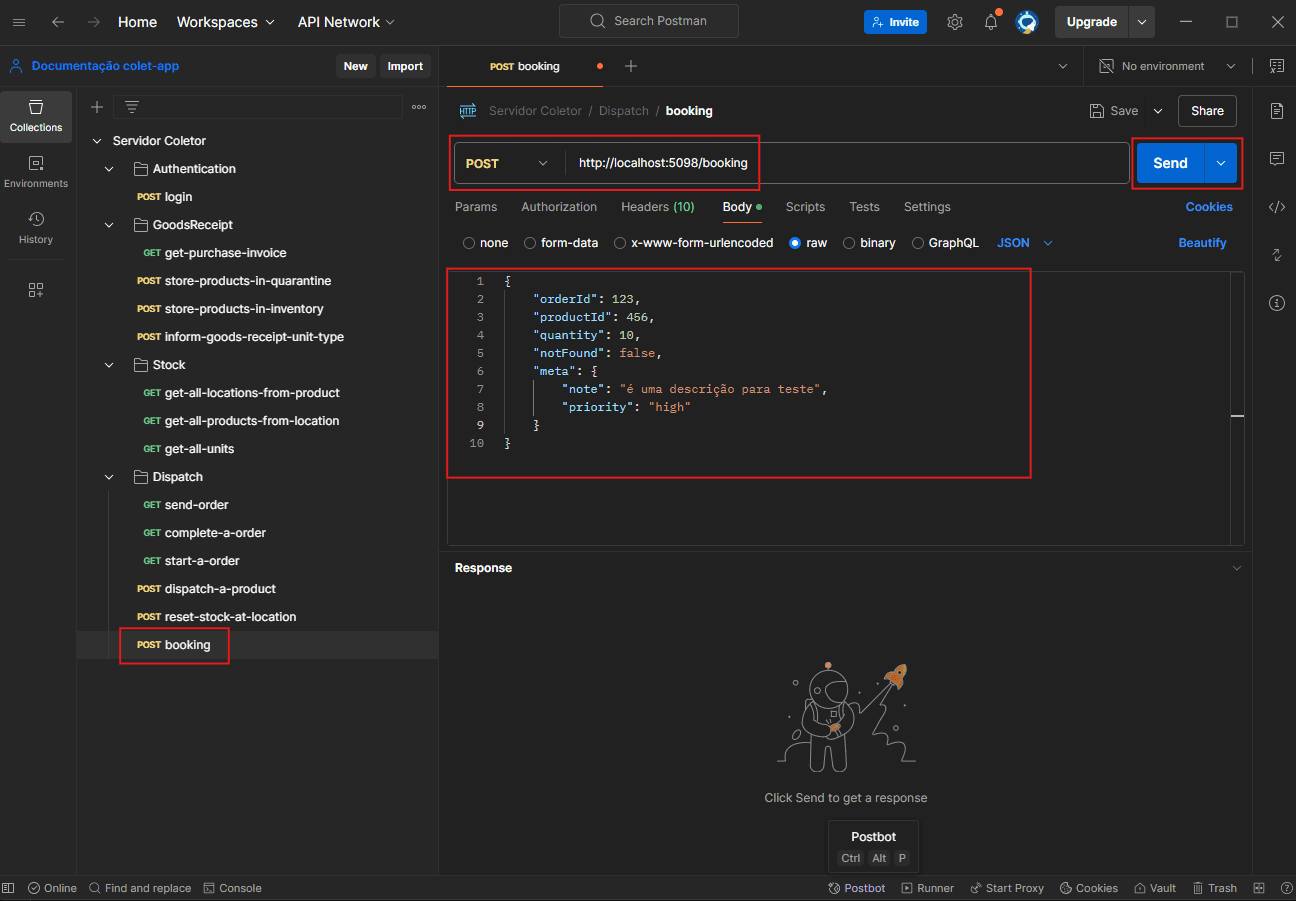 Home Workspaces API Network Search Postman Invite Upgrade
Documentação colet-app New Import
POST booking No environment
Collections
Environments
History
Servidor Coletor
Authentication
POST login
GoodsReceipt
GET get-purchase-invoice
POST store-products-in-quarantine
POST store-products-in-inventory
POST inform-goods-receipt-unit-type
Stock
GET get-all-locations-from-product
GET get-all-products-from-location
GET get-all-units
Dispatch
GET send-order
GET complete-a-order
GET start-a-order
POST dispatch-a-product
POST reset-stock-at-location
POST booking
HTTP Servidor Coletor / Dispatch / booking Save Share
POST http://localhost:5098/booking Send
Params Authorization Headers (10) Body Scripts Tests Settings Cookies
none form-data x-www-form-urlencoded raw binary GraphQL JSON Beautify
1 {
2 "orderId": 123,
3 "productId": 456,
4 "quantity": 10,
5 "notFound": false,
6 "meta": {
7 "note": "é uma descrição para teste",
8 "priority": "high"
9 }
10 }
Response
Click Send to get a response
Postbot
Ctrl Alt P
Online Find and replace Console Postbot Runner Start Proxy Cookies Vault Trash